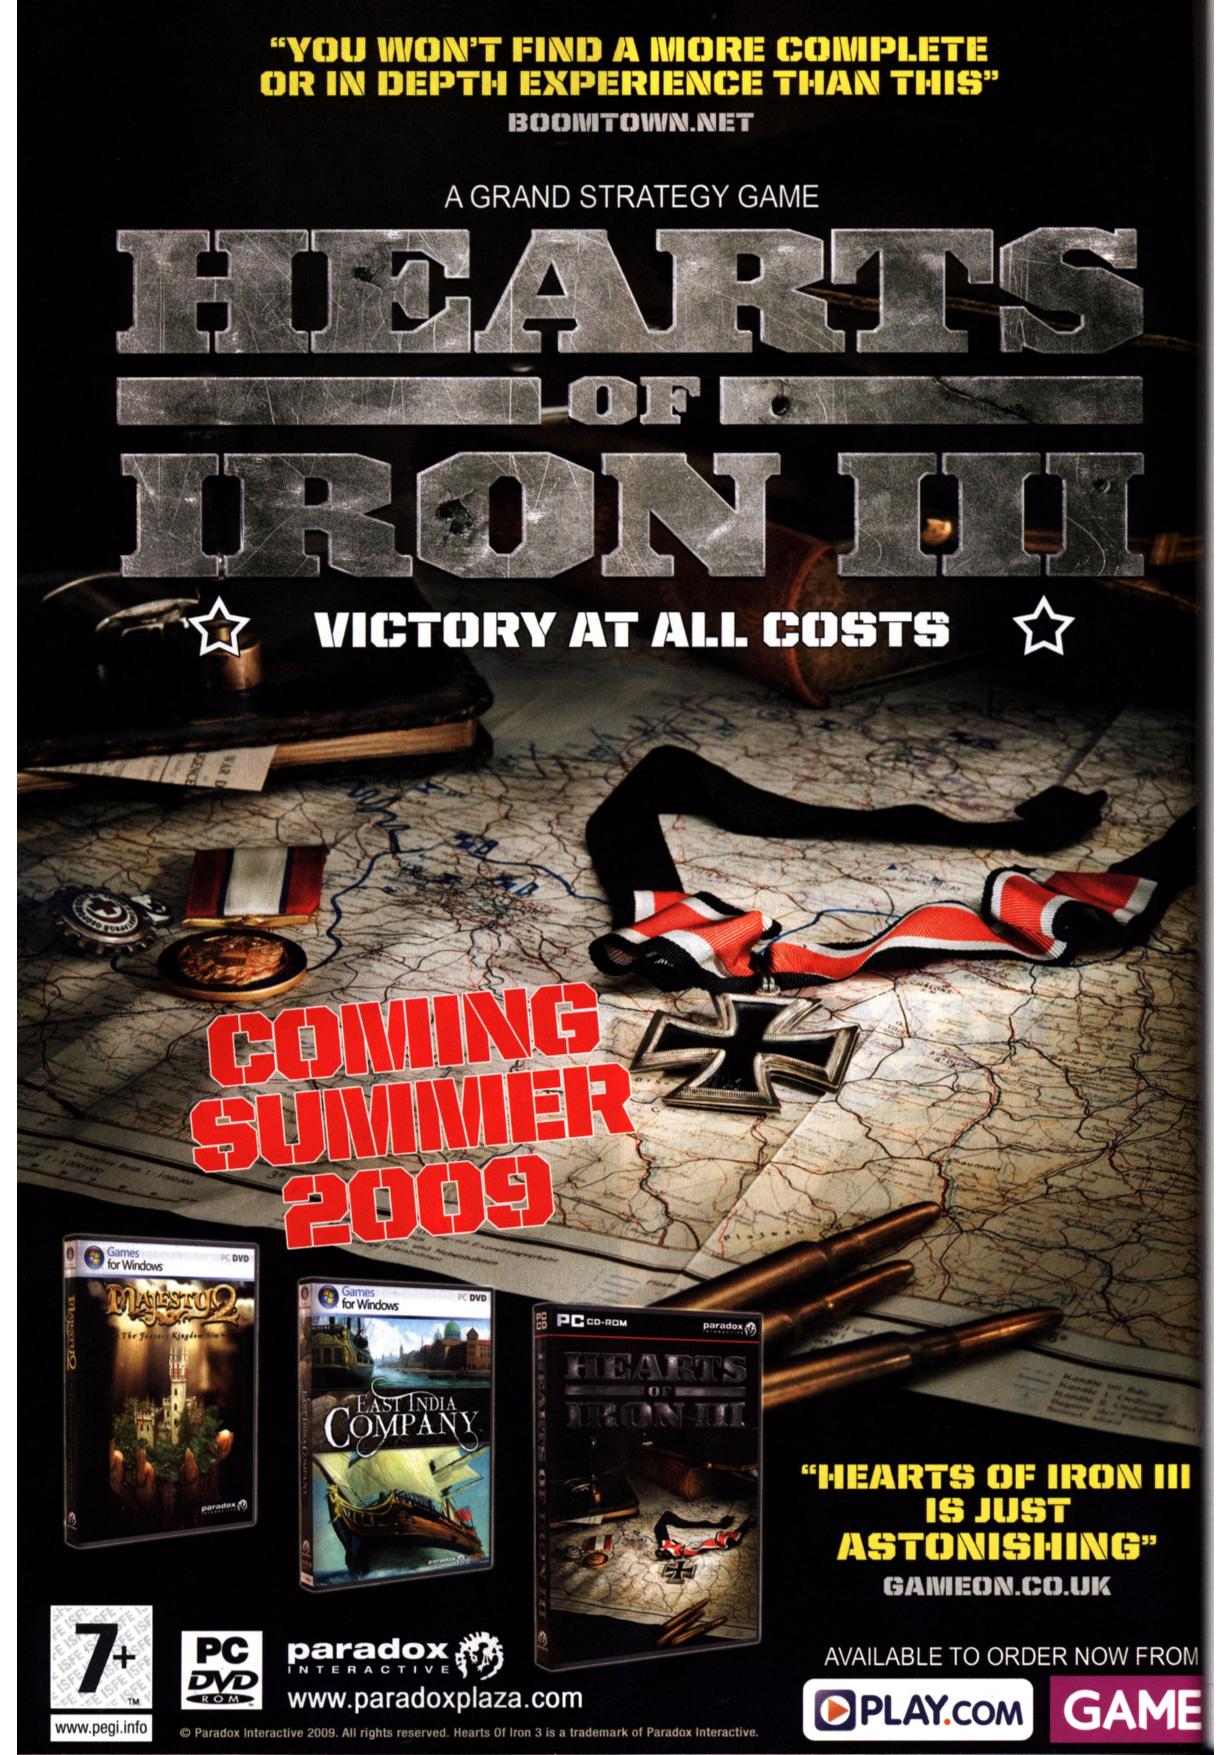 “YOU WON’T FIND A MORE COMPLETE
OR IN DEPTH EXPERIENCE THAN THIS”
BOOMTOWN.NET
A GRAND STRATEGY GAME
HEARTS
OF
IRON III
VICTORY AT ALL COSTS
COMING
SUMMER
2009
Games
for Windows
PC DVD
MAJESTY 2
The Fantasy Kingdom Sim
paradox
INTERACTIVE
Games
for Windows
PC DVD
EAST INDIA
COMPANY
paradox
PC CD-ROM
paradox
INTERACTIVE
HEARTS
OF
IRON III
“HEARTS OF IRON III
IS JUST
ASTONISHING”
GAMEON.CO.UK
7+
TM
www.pegi.info
PC
DVD
ROM
paradox
INTERACTIVE
www.paradoxplaza.com
© Paradox Interactive 2009. All rights reserved. Hearts Of Iron 3 is a trademark of Paradox Interactive.
AVAILABLE TO ORDER NOW FROM
PLAY.COM
GAME